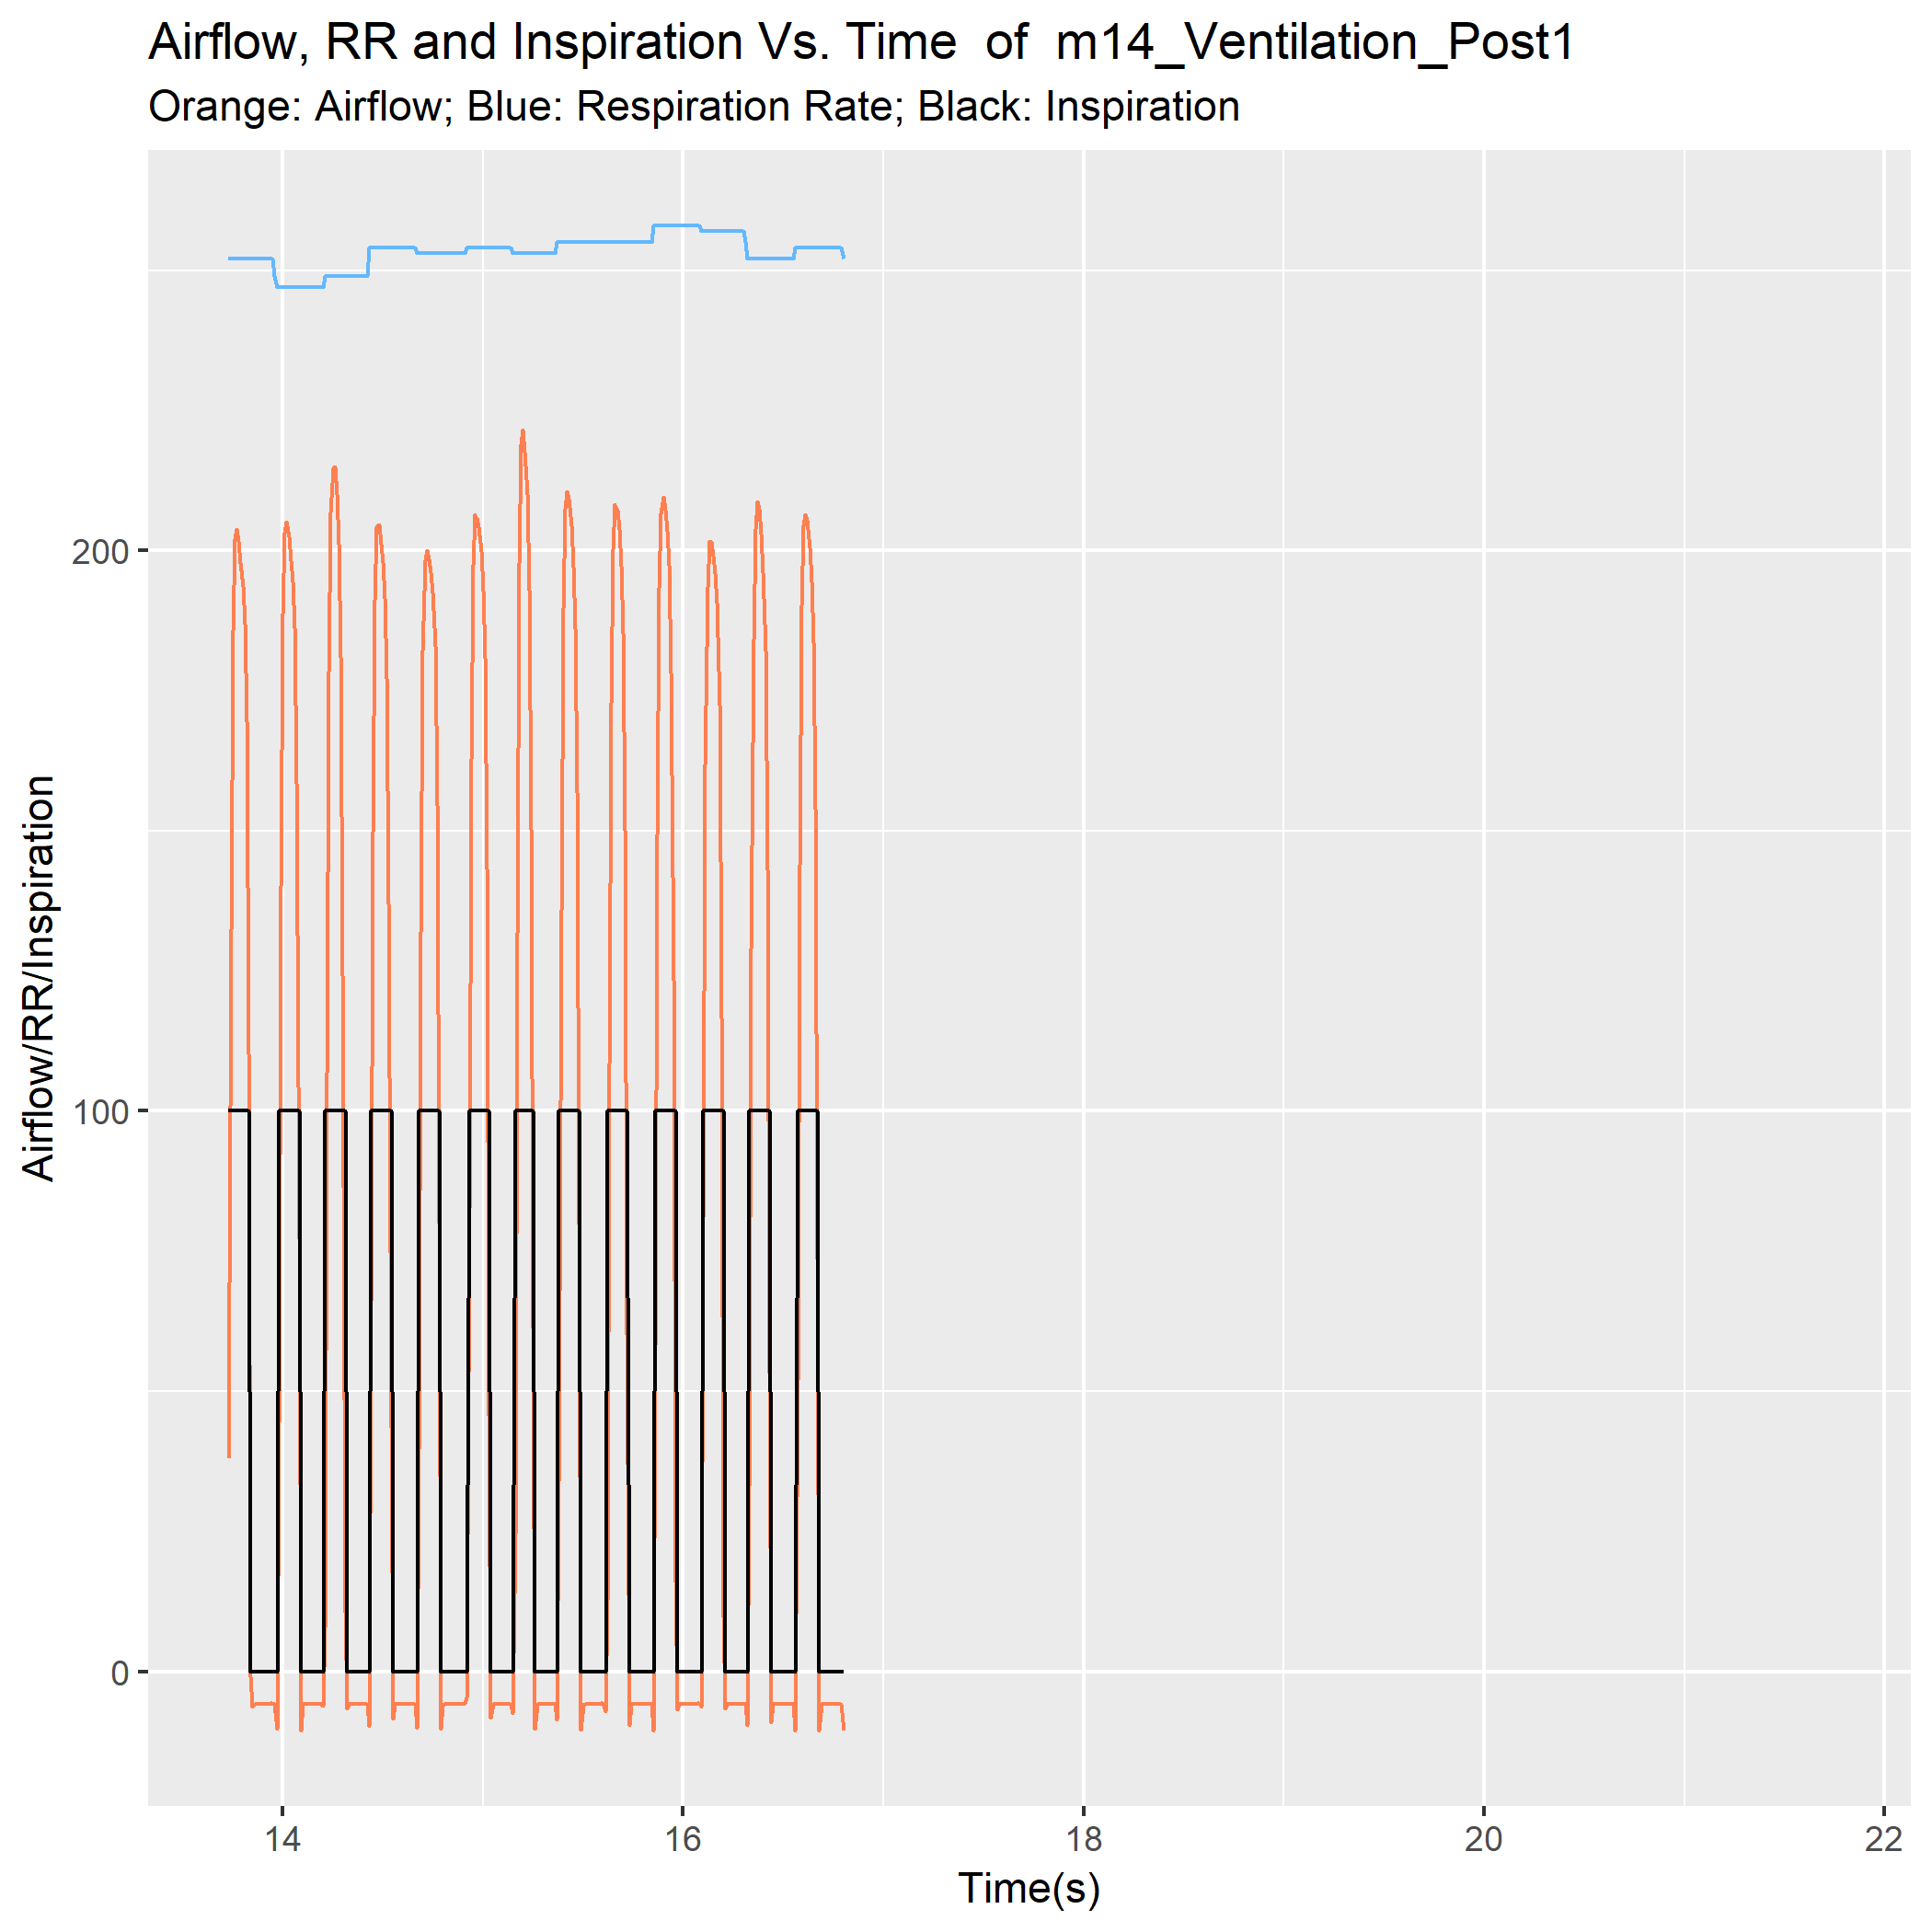 Airflow, RR and Inspiration Vs. Time  of  m14_Ventilation_Post1
Orange: Airflow; Blue: Respiration Rate; Black: Inspiration
Airflow/RR/Inspiration
200
100
0
14
16
18
20
22
Time(s)